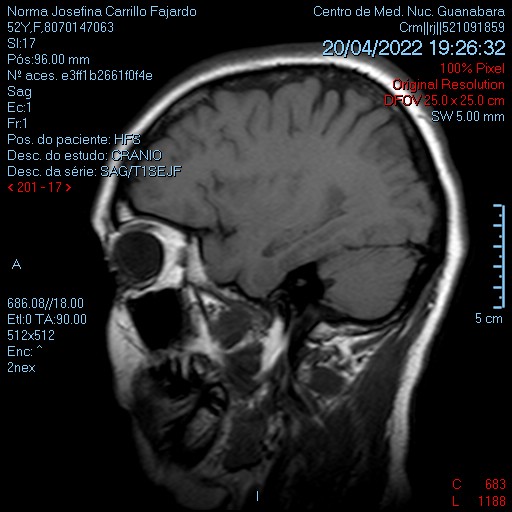 Norma Josefina Carrillo Fajardo
52Y,F,8070147063
Sl:17
Pós:96.00 mm
Nº aces. e3ff1b2661f0f4e
Sag
Ec:1
Fr:1
Pos. do paciente: HFS
Desc. do estudo: CRANIO
Desc. da série: SAG/T1SEJF
< 201 - 17 >
Centro de Med. Nuc. Guanabara
Crm||rj||521091859
20/04/2022 19:26:32
100% Pixel
Original Resolution
DFOV 25.0 x 25.0 cm
SW 5.00 mm
A
5 cm
686.08//18.00
Etl:0 TA:90.00
512x512
Enc: ^
2nex
I
C 683
L 1188